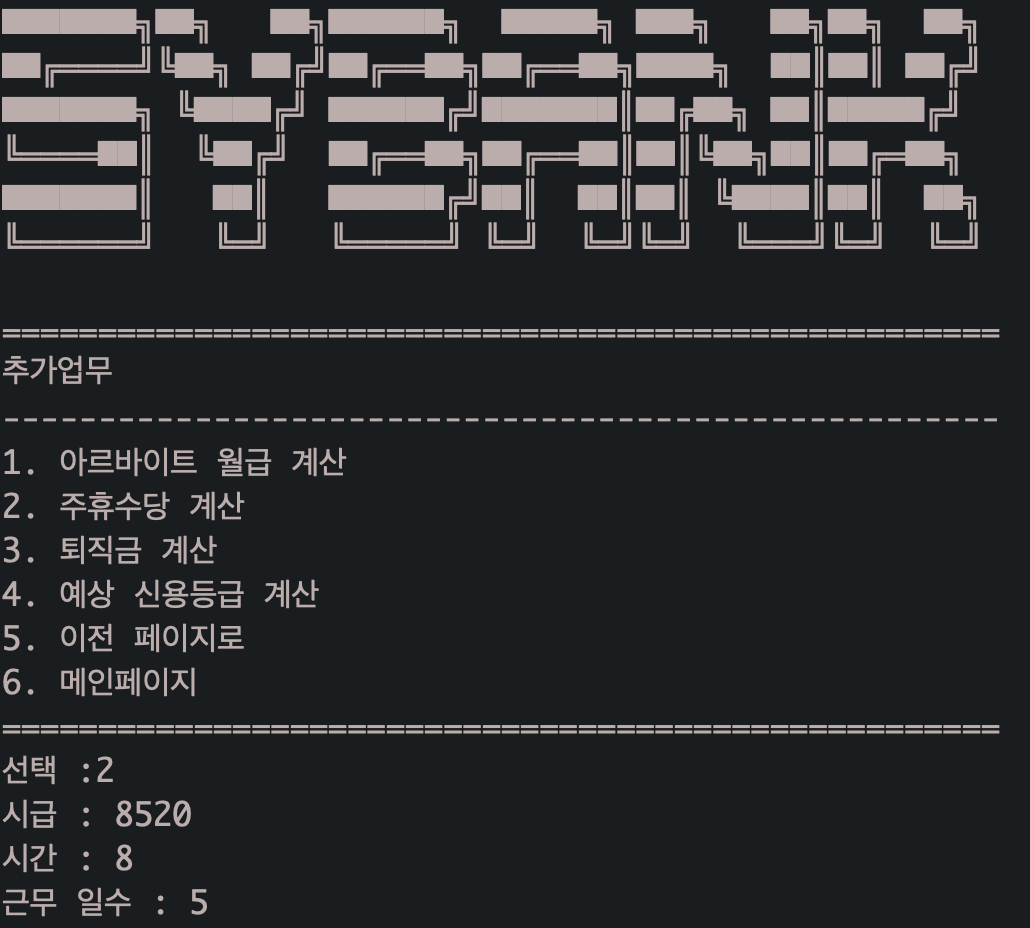 SYBANK
추가업무
1. 아르바이트 월급 계산
2. 주휴수당 계산
3. 퇴직금 계산
4. 예상 신용등급 계산
5. 이전 페이지로
6. 메인페이지
선택 :2
시급 : 8520
시간 : 8
근무 일수 : 5